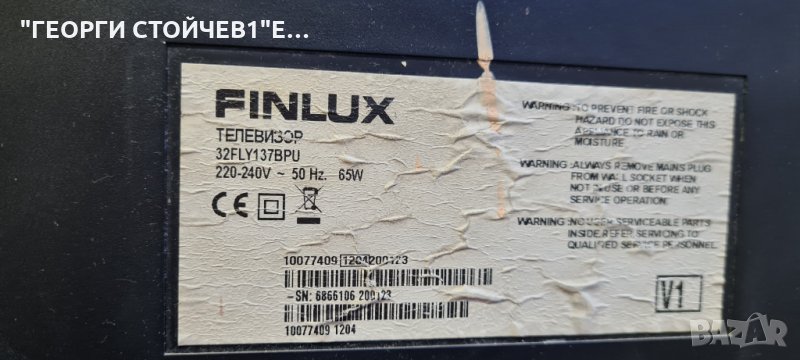 "ГЕОРГИ СТОЙЧЕВ1"Е...
FINLUX
ТЕЛЕВИЗОР
32FLY137BPU
220-240V ~ 50 Hz. 65W
CE
10077409 1204200123
-SN: 6866106 200123
10077409 1204
WARNING :TO PREVENT FIRE OR SHOCK
HAZARD DO NOT EXPOSE THIS
APPLIANCE TO RAIN OR
MOISTURE
WARNING :ALWAYS REMOVE MAINS PLUG
FROM WALL SOCKET WHEN
NOT IN USE OR BEFORE ANY
SERVICE OPERATION
WARNING :NO USER SERVICEABLE PARTS
INSIDE.REFER SERVICING TO
QUALIFIED SERVICE PERSONNEL.
V1
BAZAR